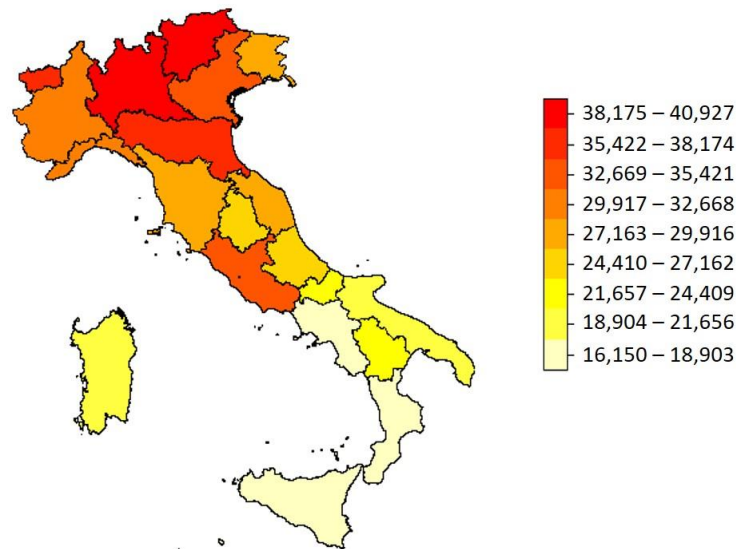 38,175 – 40,927
35,422 – 38,174
32,669 – 35,421
29,917 – 32,668
27,163 – 29,916
24,410 – 27,162
21,657 – 24,409
18,904 – 21,656
16,150 – 18,903